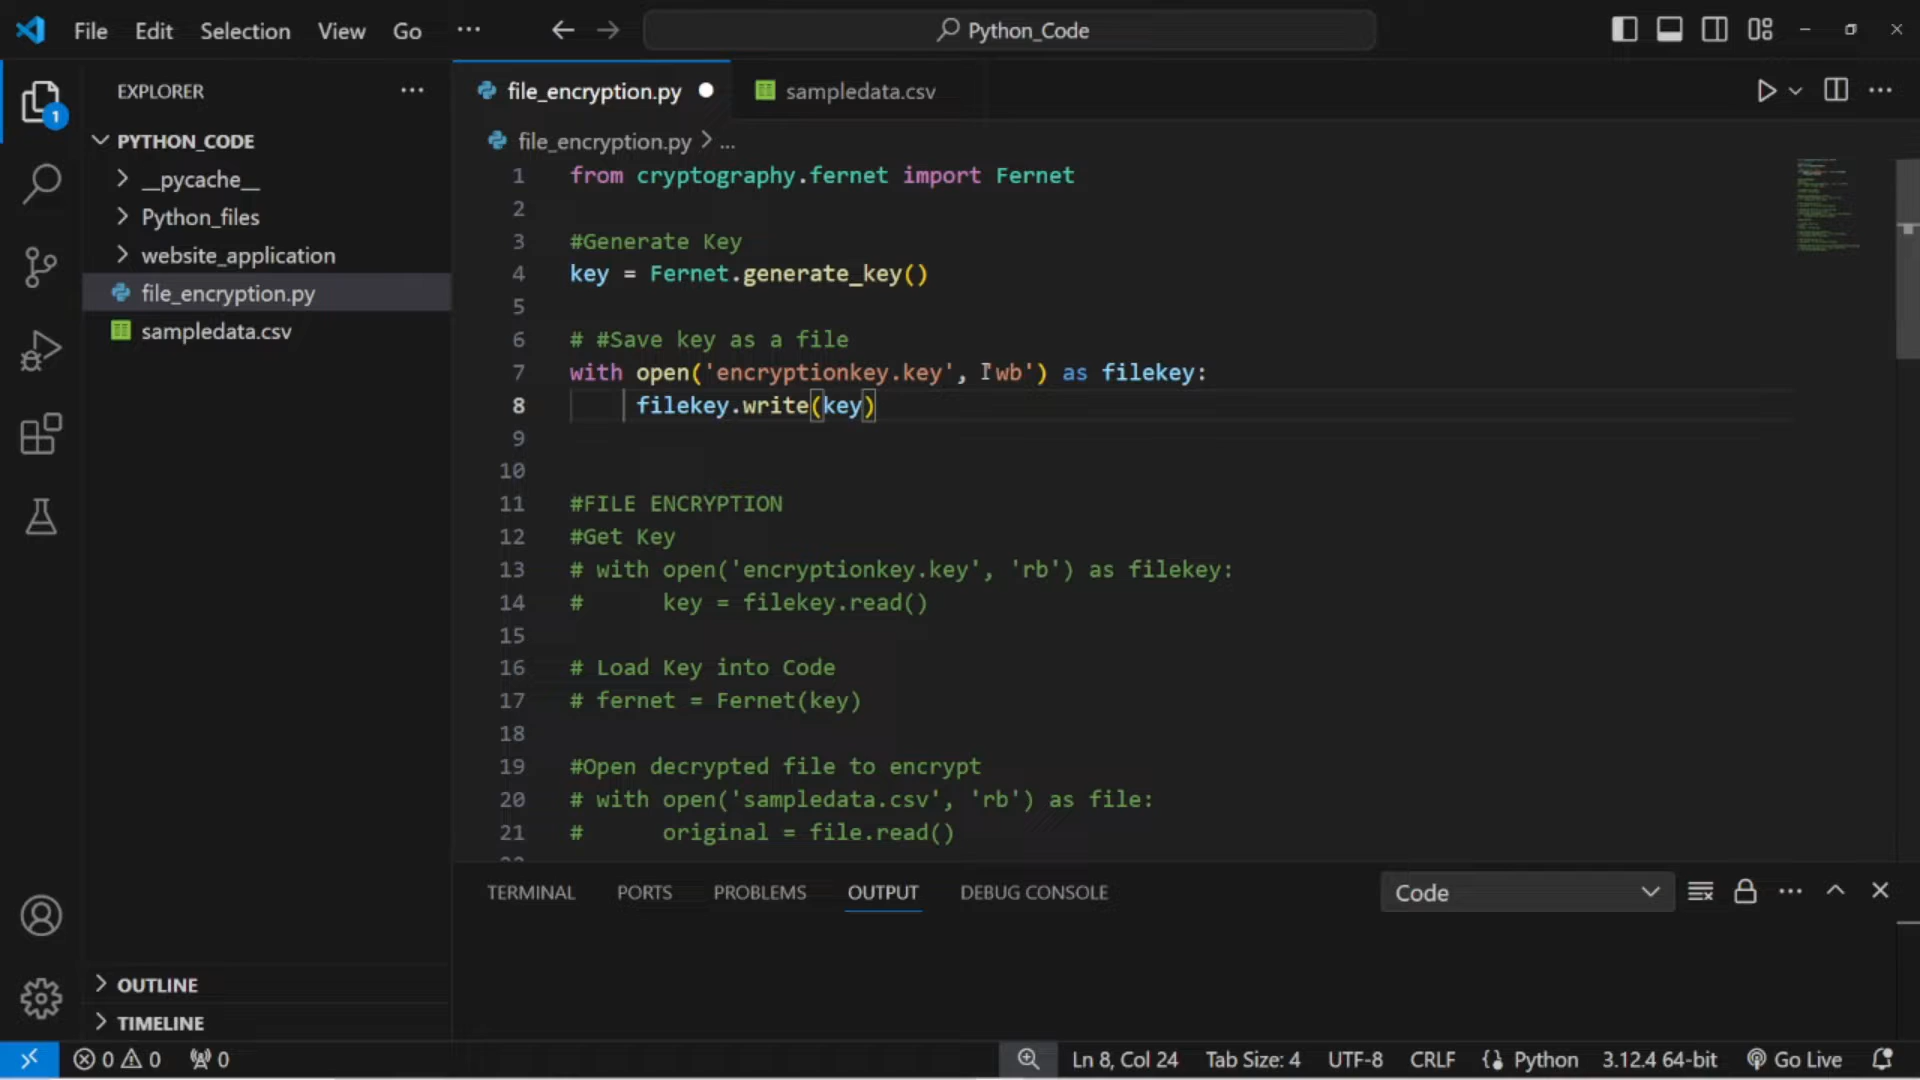 File Edit Selection View Go ... Python_Code
EXPLORER ...
1
PYTHON_CODE
__pycache__
Python_files
website_application
file_encryption.py
sampledata.csv
OUTLINE
TIMELINE
file_encryption.py sampledata.csv ...
file_encryption.py > ...
1 from cryptography.fernet import Fernet
2
3 #Generate Key
4 key = Fernet.generate_key()
5
6 # #Save key as a file
7 with open('encryptionkey.key', 'wb') as filekey:
8 filekey.write(key)
9
10
11 #FILE ENCRYPTION
12 #Get Key
13 # with open('encryptionkey.key', 'rb') as filekey:
14 # key = filekey.read()
15
16 # Load Key into Code
17 # fernet = Fernet(key)
18
19 #Open decrypted file to encrypt
20 # with open('sampledata.csv', 'rb') as file:
21 # original = file.read()
TERMINAL PORTS PROBLEMS OUTPUT DEBUG CONSOLE Code ...
0 0 0 Ln 8, Col 24 Tab Size: 4 UTF-8 CRLF {} Python 3.12.4 64-bit Go Live